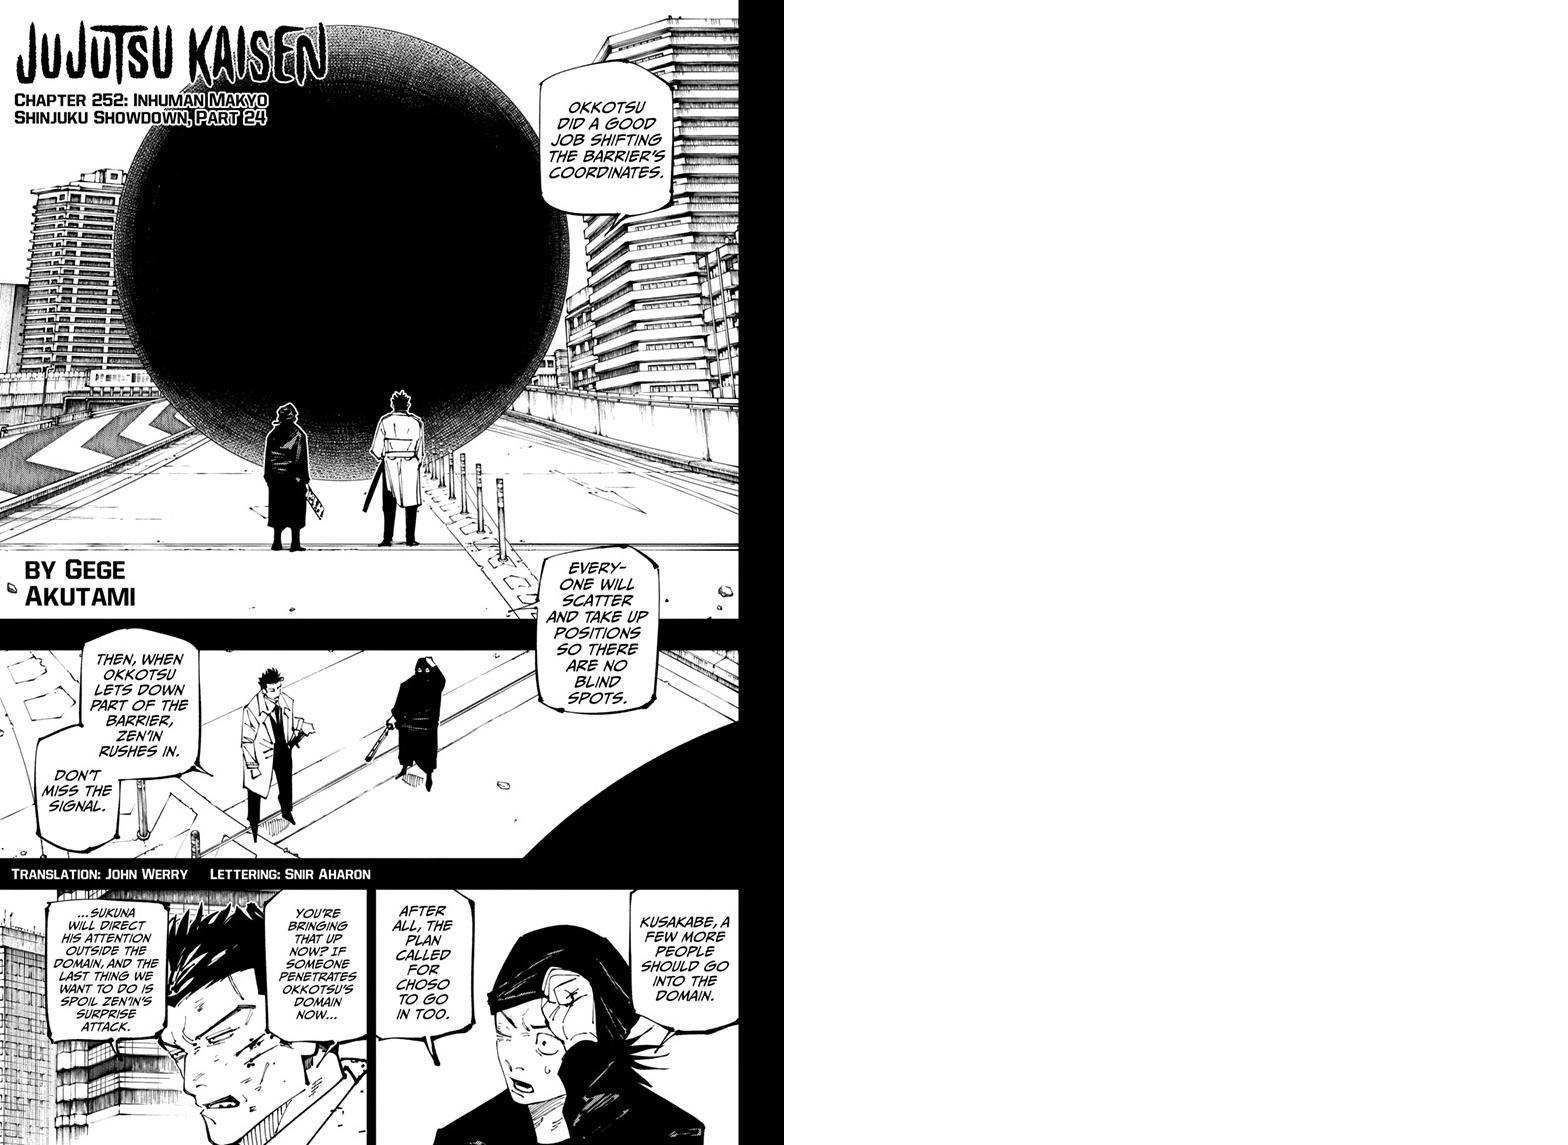 JUJUTSU KAISEN
CHAPTER 252: INHUMAN MAKYO
SHINJUKU SHOWDOWN, PART 24
OKKOTSU
DID A GOOD
JOB SHIFTING
THE BARRIER'S
COORDINATES.
BY GEGE
AKUTAMI
EVERY-
ONE WILL
SCATTER
AND TAKE UP
POSITIONS
SO THERE
ARE NO
BLIND
SPOTS.
THEN, WHEN
OKKOTSU
LETS DOWN
PART OF THE
BARRIER,
ZEN'IN
RUSHES IN.
DON'T
MISS THE
SIGNAL.
TRANSLATION: JOHN WERRY LETTERING: SNIR AHARON
KUSAKABE, A
FEW MORE
PEOPLE
SHOULD GO
INTO THE
DOMAIN.
AFTER
ALL, THE
PLAN
CALLED
FOR
CHOSO
TO GO
IN TOO.
YOU'RE
BRINGING
THAT UP
NOW? IF
SOMEONE
PENETRATES
OKKOTSU'S
DOMAIN
NOW...
...SUKUNA
WILL DIRECT
HIS ATTENTION
OUTSIDE THE
DOMAIN, AND THE
LAST THING WE
WANT TO DO IS
SPOIL ZEN'IN'S
SURPRISE
ATTACK.